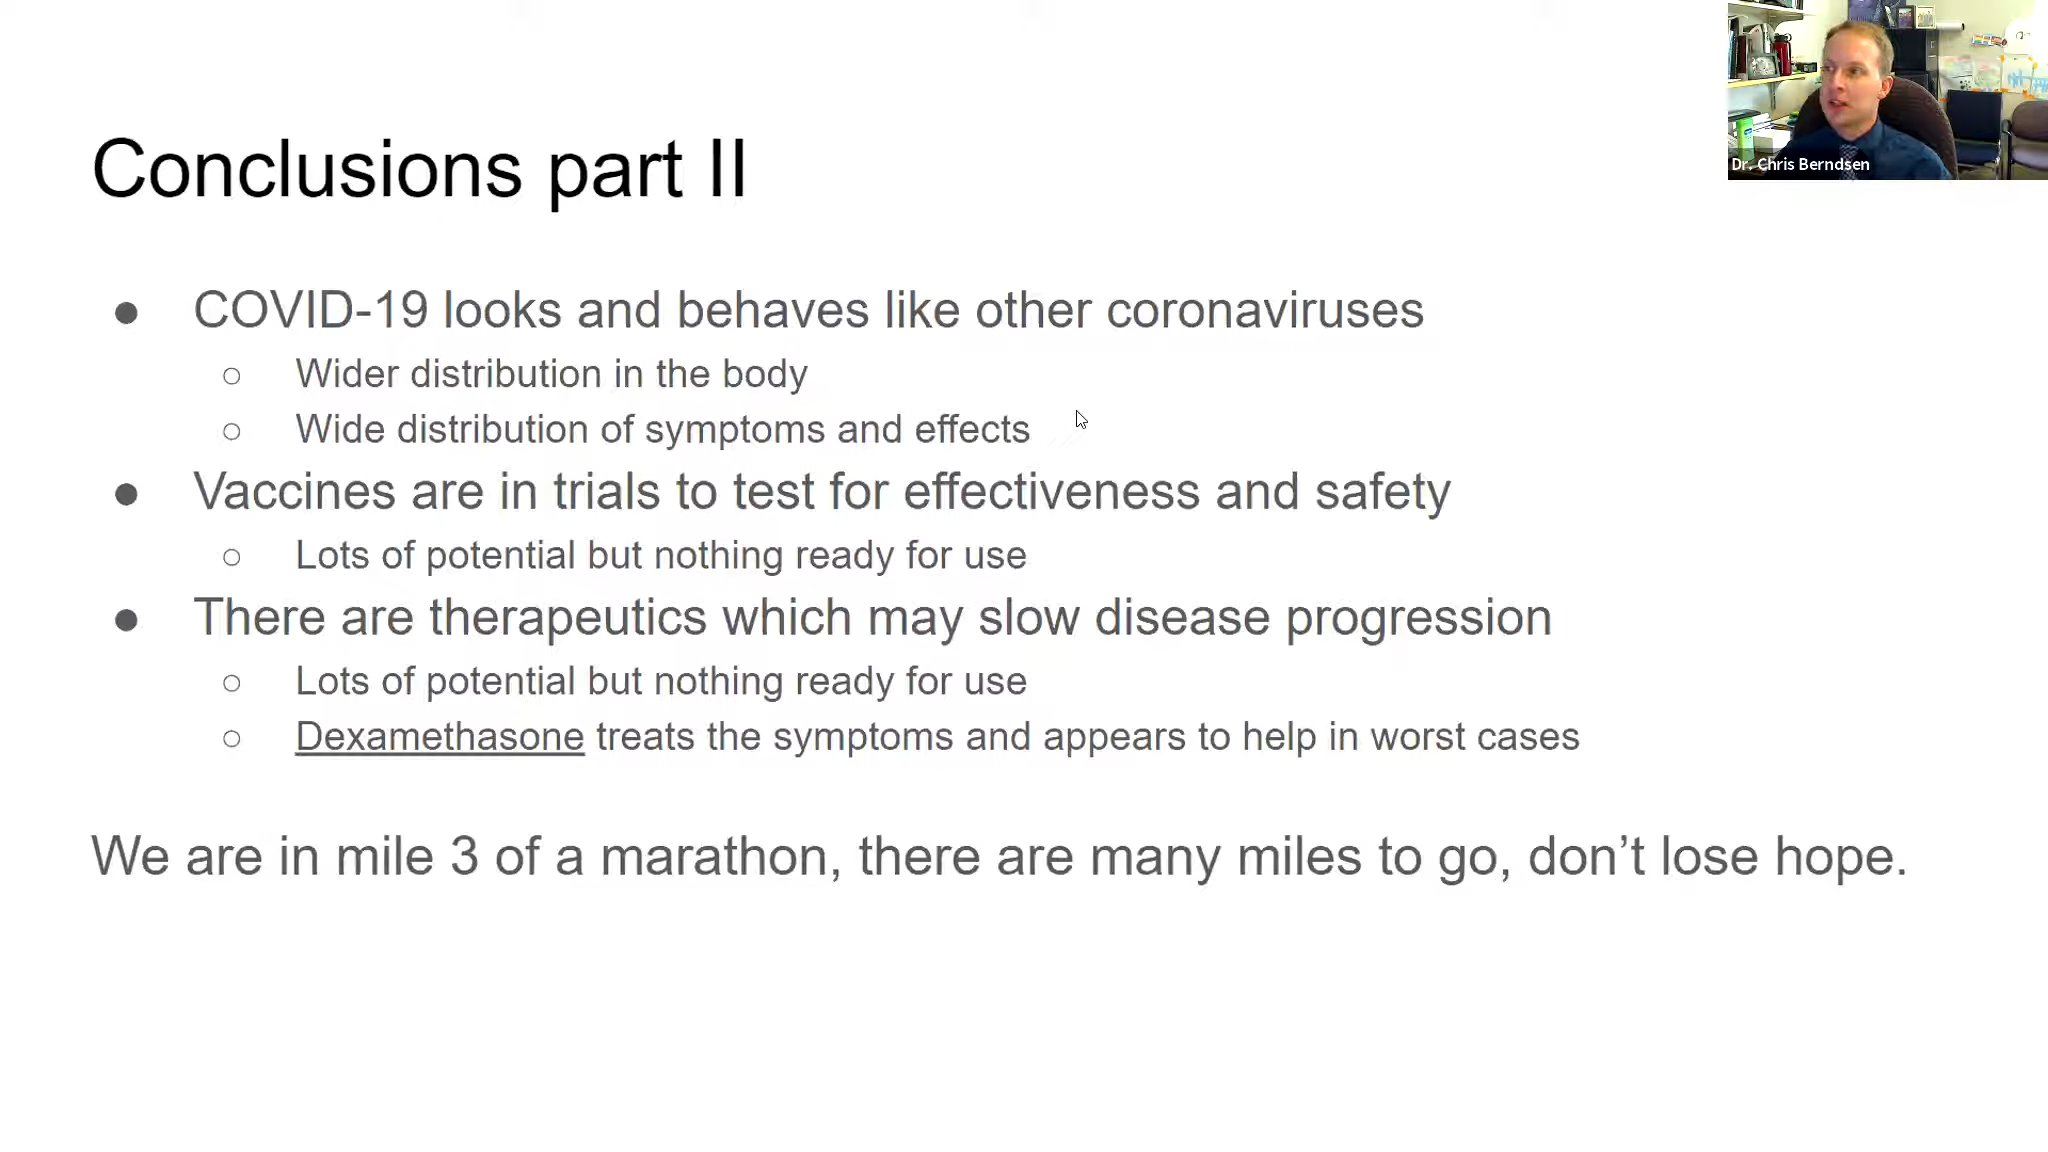 Dr. Chris Berndsen
Conclusions part II
● COVID-19 looks and behaves like other coronaviruses
○ Wider distribution in the body
○ Wide distribution of symptoms and effects
● Vaccines are in trials to test for effectiveness and safety
○ Lots of potential but nothing ready for use
● There are therapeutics which may slow disease progression
○ Lots of potential but nothing ready for use
○ Dexamethasone treats the symptoms and appears to help in worst cases
We are in mile 3 of a marathon, there are many miles to go, don’t lose hope.